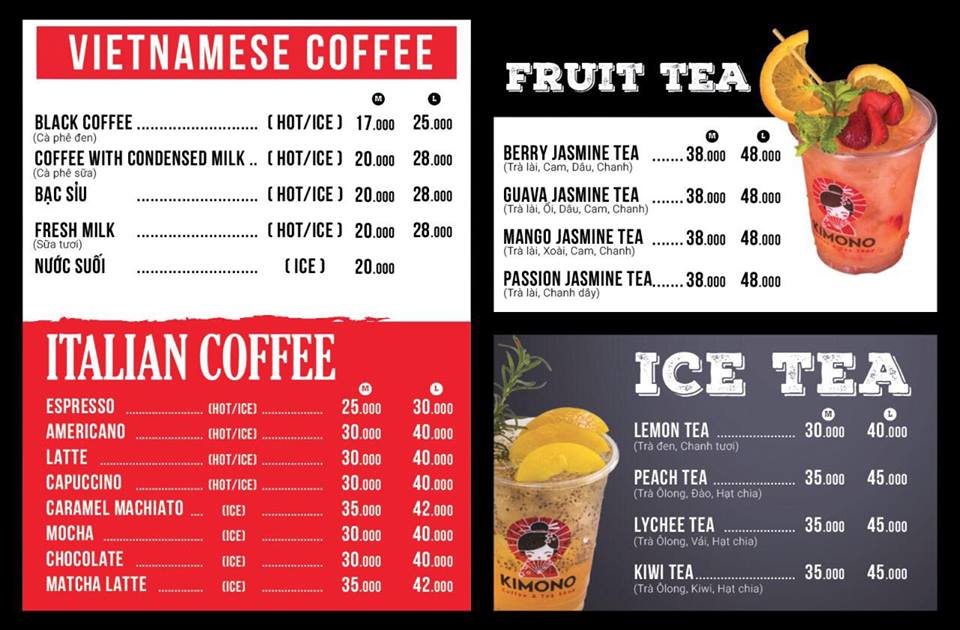 VIETNAMESE COFFEE
M L
BLACK COFFEE ........................... ( HOT/ICE ) 17.000 25.000
(Cà phê đen)
COFFEE WITH CONDENSED MILK .. ( HOT/ICE ) 20.000 28.000
(Cà phê sữa)
BẠC SỈU ........................... ( HOT/ICE ) 20.000 28.000
FRESH MILK ........................... ( HOT/ICE ) 20.000 28.000
(Sữa tươi)
NƯỚC SUỐI ........................... ( ICE ) 20.000
ITALIAN COFFEE
M L
ESPRESSO ...................... (HOT/ICE) ................. 25.000 30.000
AMERICANO .................... (HOT/ICE) ................. 30.000 40.000
LATTE ............................ (HOT/ICE) ................. 30.000 40.000
CAPUCCINO ..................... (HOT/ICE) ................. 30.000 40.000
CARAMEL MACHIATO .... (ICE) ................. 35.000 42.000
MOCHA ............................ (ICE) ................. 30.000 40.000
CHOCOLATE ..................... (ICE) ................. 30.000 40.000
MATCHA LATTE ............ (ICE) ................. 35.000 42.000
FRUIT TEA
M L
BERRY JASMINE TEA .......38.000 48.000
(Trà lài, Cam, Dâu, Chanh)
GUAVA JASMINE TEA .......38.000 48.000
(Trà lài, Ổi, Dâu, Cam, Chanh)
MANGO JASMINE TEA .......38.000 48.000
(Trà lài, Xoài, Cam, Chanh)
PASSION JASMINE TEA.......38.000 48.000
(Trà lài, Chanh dây)
KIMONO
ICE TEA
M L
LEMON TEA .................... 30.000 40.000
(Trà đen, Chanh tươi)
PEACH TEA .................... 35.000 45.000
(Trà Ôlong, Đào, Hạt chia)
LYCHEE TEA .................. 35.000 45.000
(Trà Ôlong, Vải, Hạt chia)
KIWI TEA......................... 35.000 45.000
(Trà Ôlong, Kiwi, Hạt chia)
KIMONO
Coffee & Tea Shop